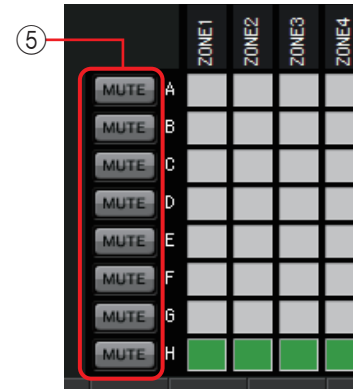 ⑤
ZONE1 ZONE2 ZONE3 ZONE4
MUTE A
MUTE B
MUTE C
MUTE D
MUTE E
MUTE F
MUTE G
MUTE H